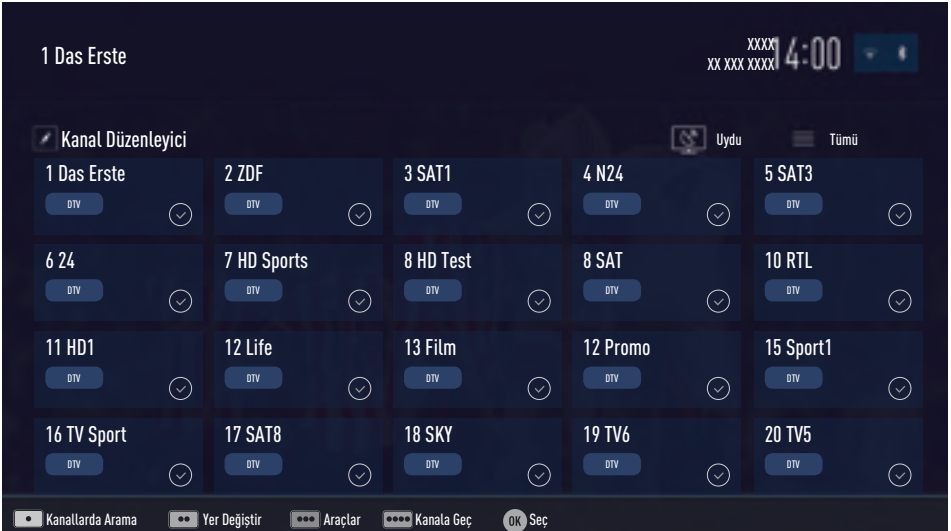 1 Das Erste
XXXX
XX XXX XXXX
14:00
Kanal Düzenleyici
Uydu
Tümü
1 Das Erste
DTV
2 ZDF
DTV
3 SAT1
DTV
4 N24
DTV
5 SAT3
DTV
6 24
DTV
7 HD Sports
DTV
8 HD Test
DTV
8 SAT
DTV
10 RTL
DTV
11 HD1
DTV
12 Life
DTV
13 Film
DTV
12 Promo
DTV
15 Sport1
DTV
16 TV Sport
DTV
17 SAT8
DTV
18 SKY
DTV
19 TV6
DTV
20 TV5
DTV
Kanallarda Arama
Yer Değiştir
Araçlar
Kanala Geç
OK Seç